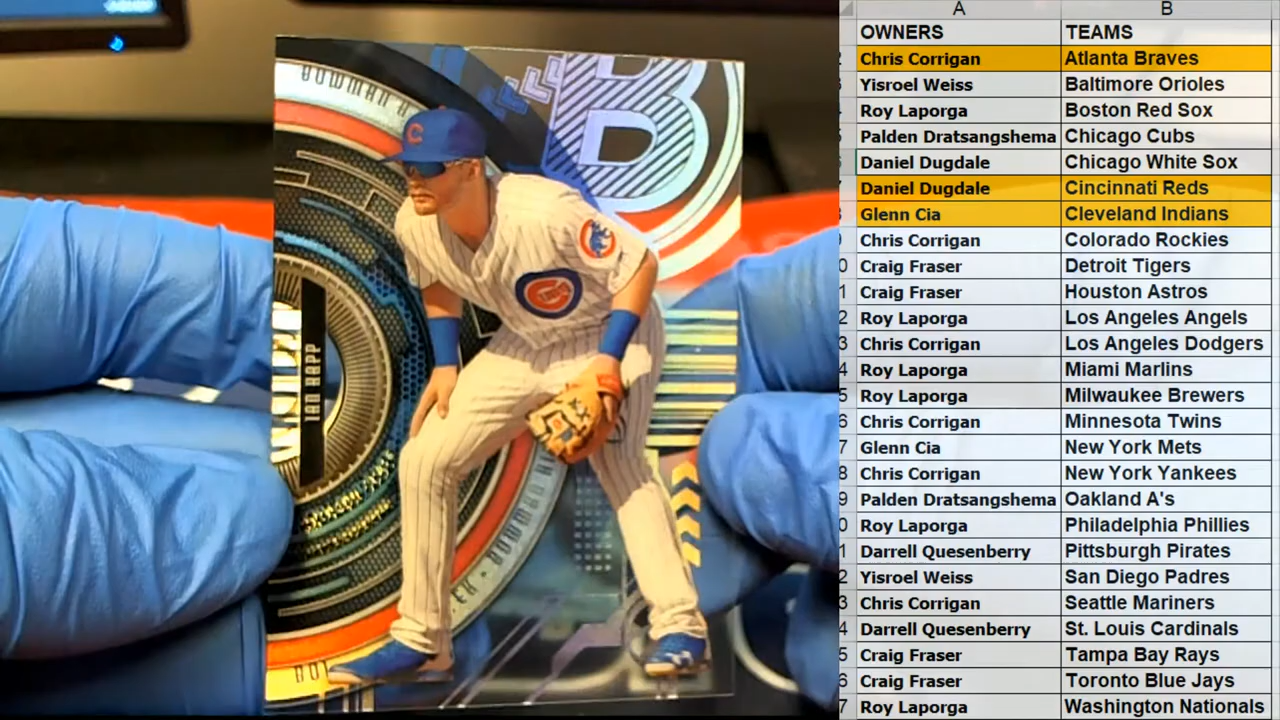 A B
OWNERS TEAMS
Chris Corrigan Atlanta Braves
Yisroel Weiss Baltimore Orioles
Roy Laporga Boston Red Sox
Palden Dratsangshema Chicago Cubs
Daniel Dugdale Chicago White Sox
Daniel Dugdale Cincinnati Reds
Glenn Cia Cleveland Indians
Chris Corrigan Colorado Rockies
Craig Fraser Detroit Tigers
Craig Fraser Houston Astros
Roy Laporga Los Angeles Angels
Chris Corrigan Los Angeles Dodgers
Roy Laporga Miami Marlins
Roy Laporga Milwaukee Brewers
Chris Corrigan Minnesota Twins
Glenn Cia New York Mets
Chris Corrigan New York Yankees
Palden Dratsangshema Oakland A's
Roy Laporga Philadelphia Phillies
Darrell Quesenberry Pittsburgh Pirates
Yisroel Weiss San Diego Padres
Chris Corrigan Seattle Mariners
Darrell Quesenberry St. Louis Cardinals
Craig Fraser Tampa Bay Rays
Craig Fraser Toronto Blue Jays
Roy Laporga Washington Nationals
BOWMAN
B
C
IAN HAPP